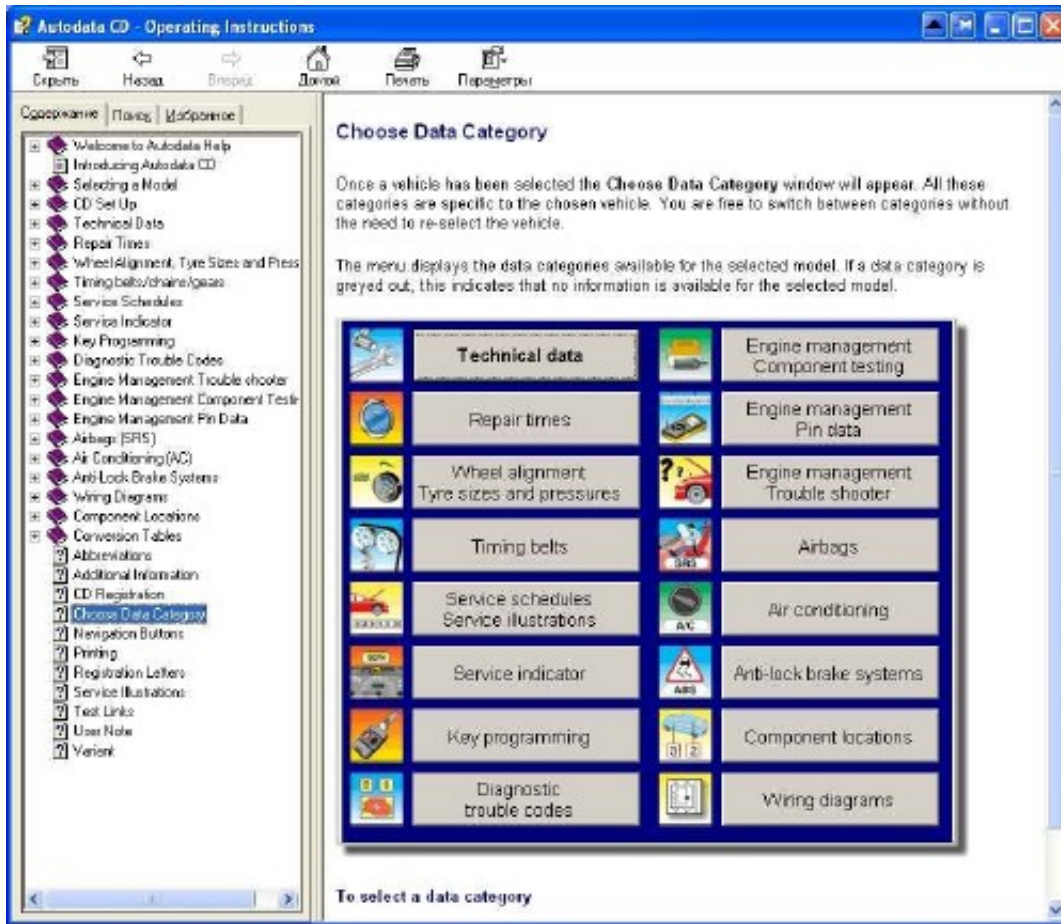 Autodata CD - Operating Instructions
Скрыть Назад Вперед Домой Печать Параметры
Содержание Поиск Избранное
Welcome to Autodata Help
Introducing Autodata CD
Selecting a Model
CD Set Up
Technical Data
Repair Times
Wheel Alignment, Tyre Sizes and Press
Timing belts/chains/gears
Service Schedules
Service Indicator
Key Programming
Diagnostic Trouble Codes
Engine Management Trouble shooter
Engine Management Component Testin
Engine Management Pin Data
Airbags (SRS)
Air Conditioning (AC)
Anti-Lock Brake Systems
Wiring Diagrams
Component Locations
Conversion Tables
Abbreviations
Additional Information
CD Registration
Choose Data Category
Navigation Buttons
Printing
Registration Letters
Service Illustrations
Test Links
User Note
Variant
Choose Data Category
Once a vehicle has been selected the Choose Data Category window will appear. All these
categories are specific to the chosen vehicle. You are free to switch between categories without
the need to re-select the vehicle.
The menu displays the data categories available for the selected model. If a data category is
greyed out, this indicates that no information is available for the selected model.
Technical data
Repair times
Wheel alignment
Tyre sizes and pressures
Timing belts
Service schedules
Service illustrations
Service indicator
Key programming
Diagnostic
trouble codes
Engine management
Component testing
Engine management
Pin data
Engine management
Trouble shooter
SRS
Airbags
A/C
Air conditioning
ABS
Anti-lock brake systems
Component locations
Wiring diagrams
To select a data category